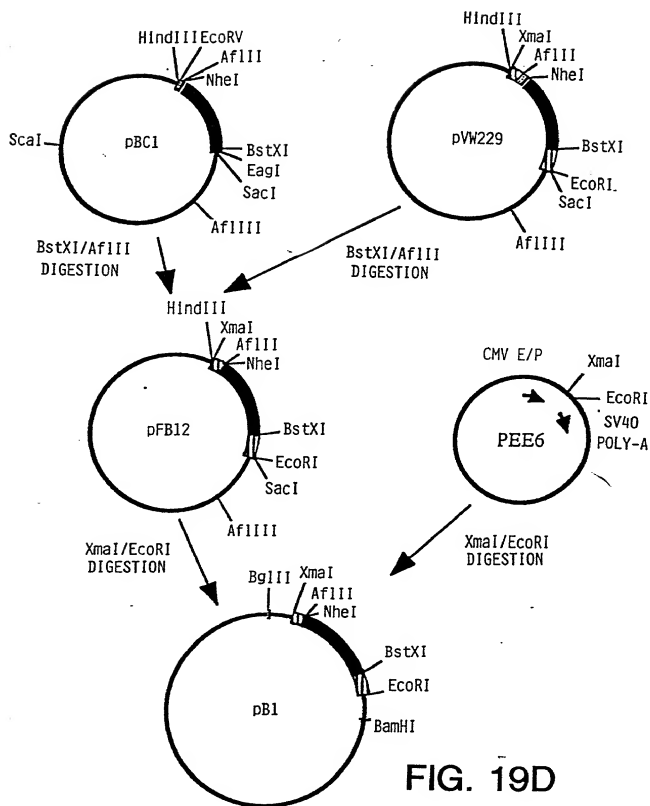 HindIIIEcoRV
AflII
NheI
ScaI
pBC1
BstXI
EagI
SacI
AflIII
BstXI/AflII
DIGESTION
HindIII
XmaI
AflII
NheI
pVW229
BstXI
EcoRI
SacI
AflIII
BstXI/AflII
DIGESTION
HindIII
XmaI
AflII
NheI
pFB12
BstXI
EcoRI
SacI
AflIII
XmaI/EcoRI
DIGESTION
CMV E/P
XmaI
EcoRI
SV40
POLY-A
PEE6
XmaI/EcoRI
DIGESTION
BglII
XmaI
AflII
NheI
BstXI
EcoRI
pB1
BamHI
FIG. 19D